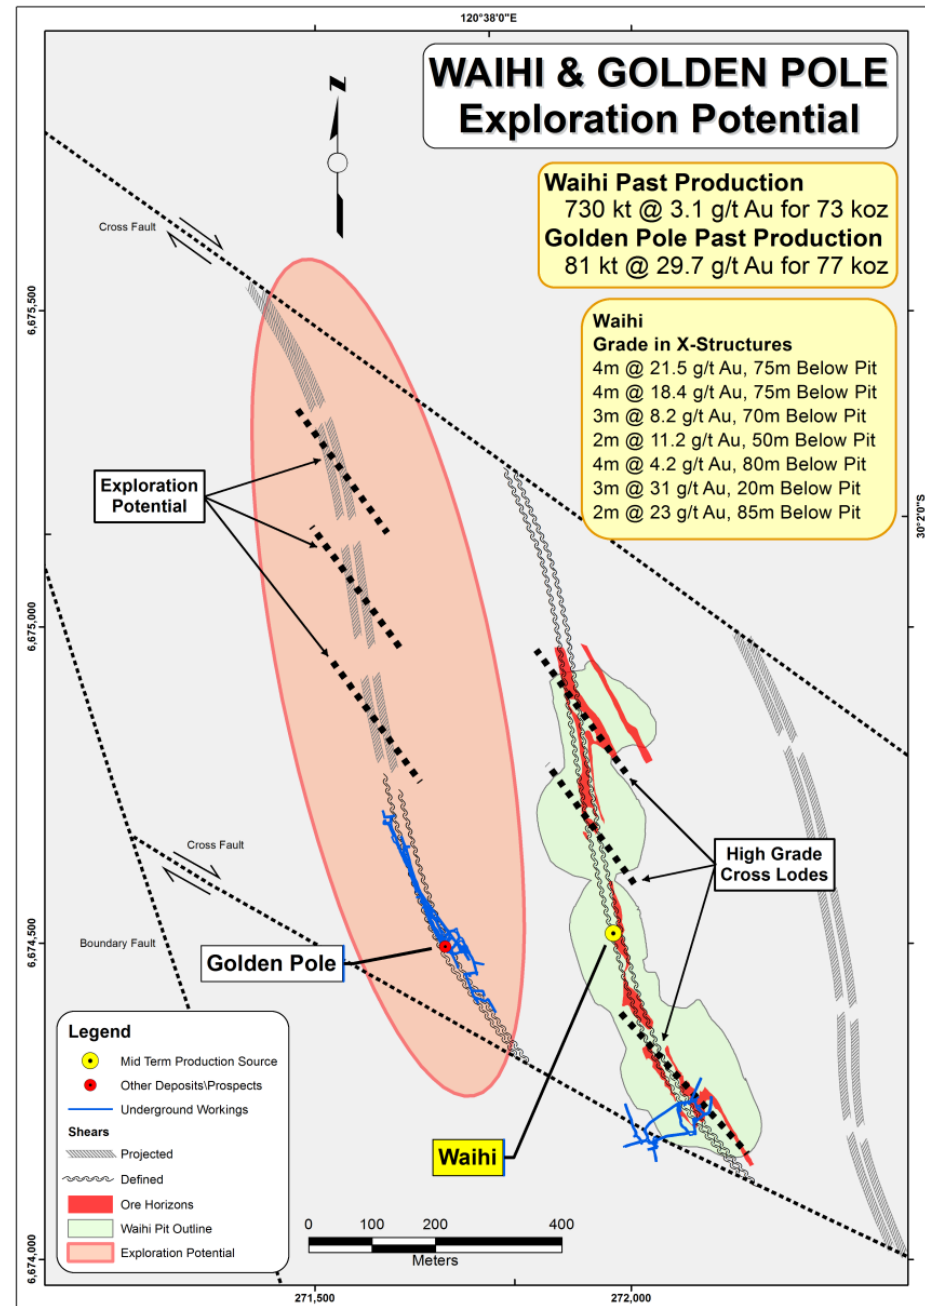 120°38'0"E
WAIHI & GOLDEN POLE
Exploration Potential
Z
Waihi Past Production
730 kt @ 3.1 g/t Au for 73 koz
Golden Pole Past Production
81 kt @ 29.7 g/t Au for 77 koz
Cross Fault
6,675,500
Waihi
Grade in X-Structures
4m @ 21.5 g/t Au, 75m Below Pit
4m @ 18.4 g/t Au, 75m Below Pit
3m @ 8.2 g/t Au, 70m Below Pit
2m @ 11.2 g/t Au, 50m Below Pit
4m @ 4.2 g/t Au, 80m Below Pit
3m @ 31 g/t Au, 20m Below Pit
2m @ 23 g/t Au, 85m Below Pit
Exploration
Potential
30°2'0"S
6,675,000
Cross Fault
High Grade
Cross Lodes
Boundary Fault
6,674,500
Golden Pole
Legend
Mid Term Production Source
Other Deposits\Prospects
Underground Workings
Shears
Projected
Defined
Ore Horizons
Waihi Pit Outline
Exploration Potential
Waihi
0 100 200 400
Meters
6,674,000
271,500
272,000